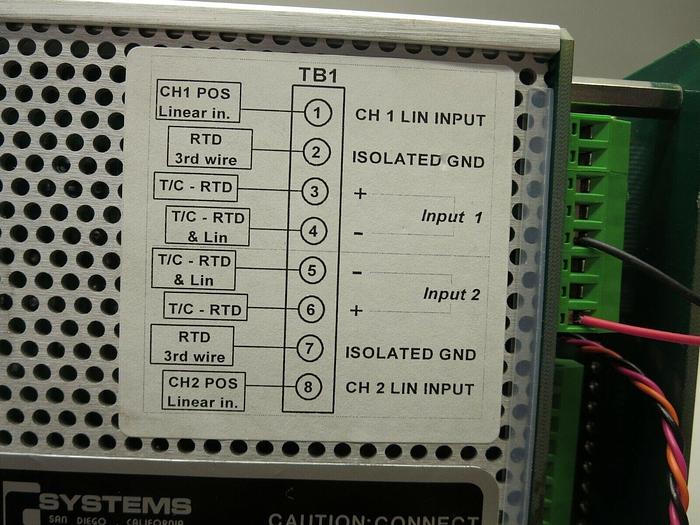 TB1
CH1 POS
Linear in.
1
CH 1 LIN INPUT
RTD
3rd wire
2
ISOLATED GND
T/C - RTD
3
+
Input 1
T/C - RTD
& Lin
4
-
T/C - RTD
& Lin
5
-
Input 2
T/C - RTD
6
+
RTD
3rd wire
7
ISOLATED GND
CH2 POS
Linear in.
8
CH 2 LIN INPUT
SYSTEMS
SAN DIEGO, CALIFORNIA
CAUTION: CONNECT